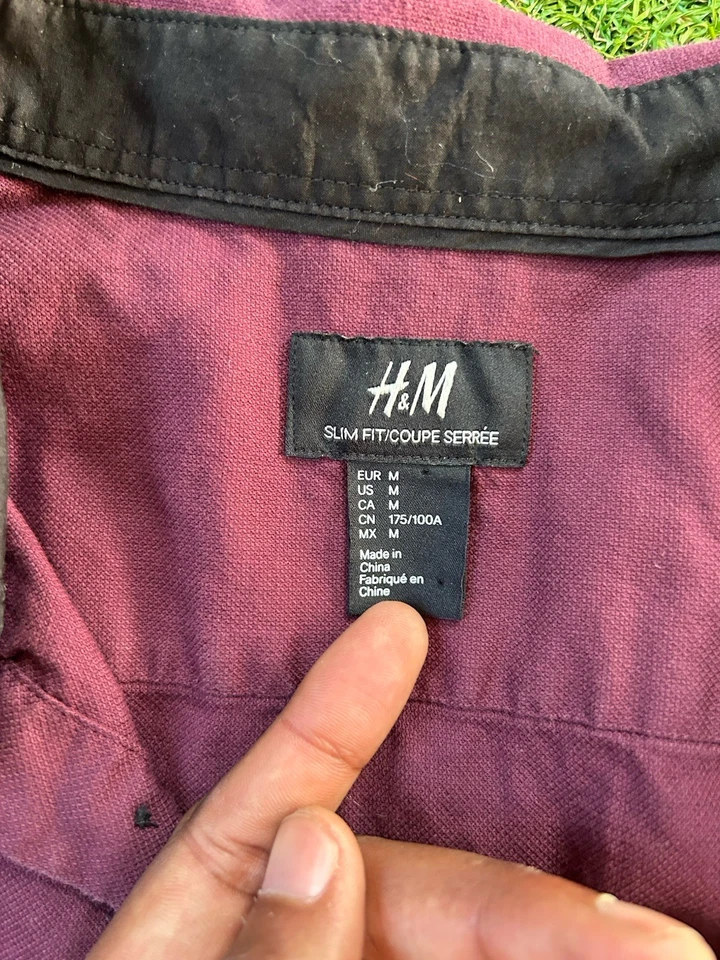 H&M
SLIM FIT/COUPE SERRÉE
EUR M
US M
CA M
CN 175/100A
MX M
Made in
China
Fabriqué en
Chine